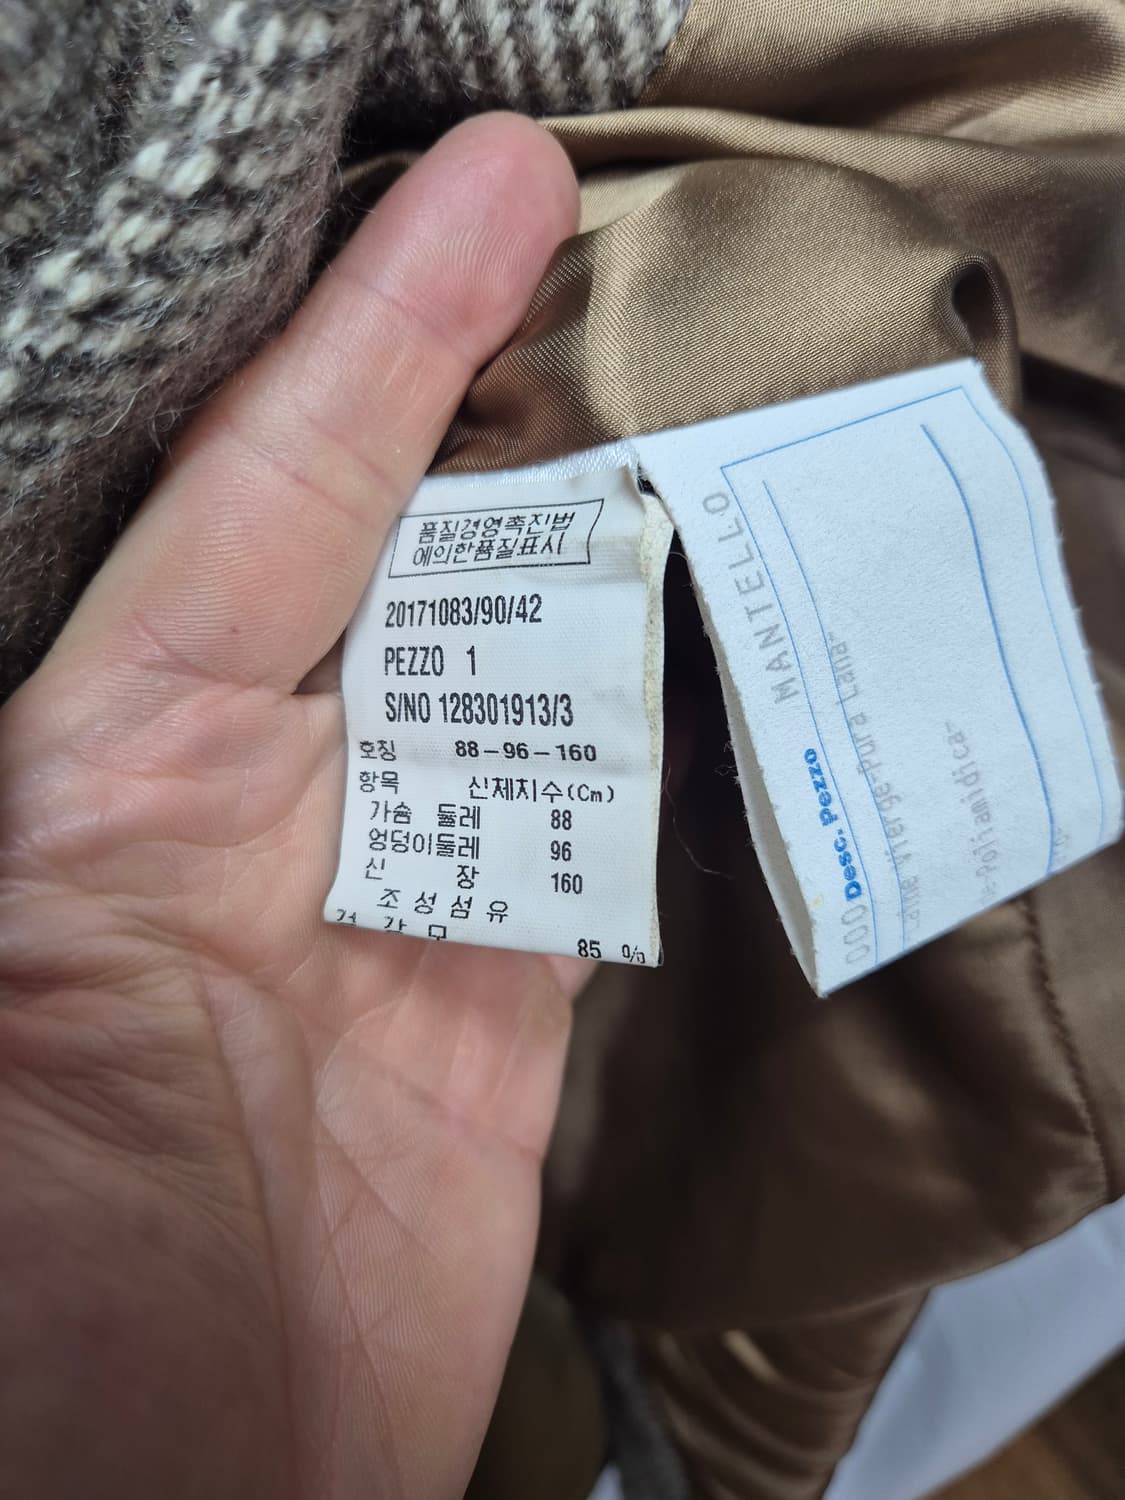 품질경영촉진법
에의한품질표시
20171083/90/42
PEZZO 1
S/NO 128301913/3
호칭 88-96-160
항목 신체치수(Cm)
가슴 둘레 88
엉덩이둘레 96
신 장 160
조성섬유
85 %
MANTELLO
000 Desc. Pezzo
Vierge-Pura Lana-